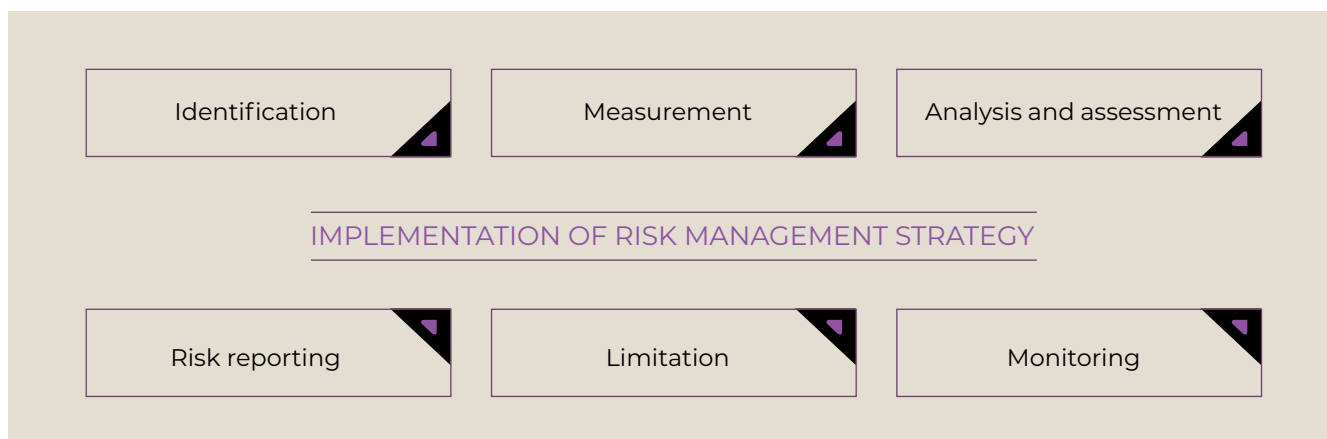 Identification
Measurement
Analysis and assessment
IMPLEMENTATION OF RISK MANAGEMENT STRATEGY
Risk reporting
Limitation
Monitoring